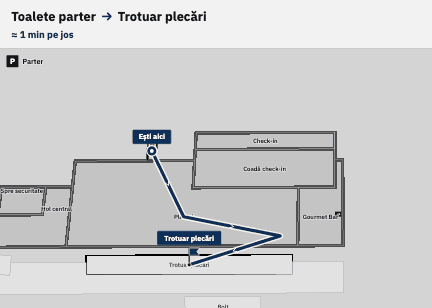 Toalete parter → Trotuar plecări
≈ 1 min pe jos
P Parter
Ești aici
Check-in
Coadă check-in
Spre securitate
Hol central
Gourmet Bar
Trotuar plecări
Bolt